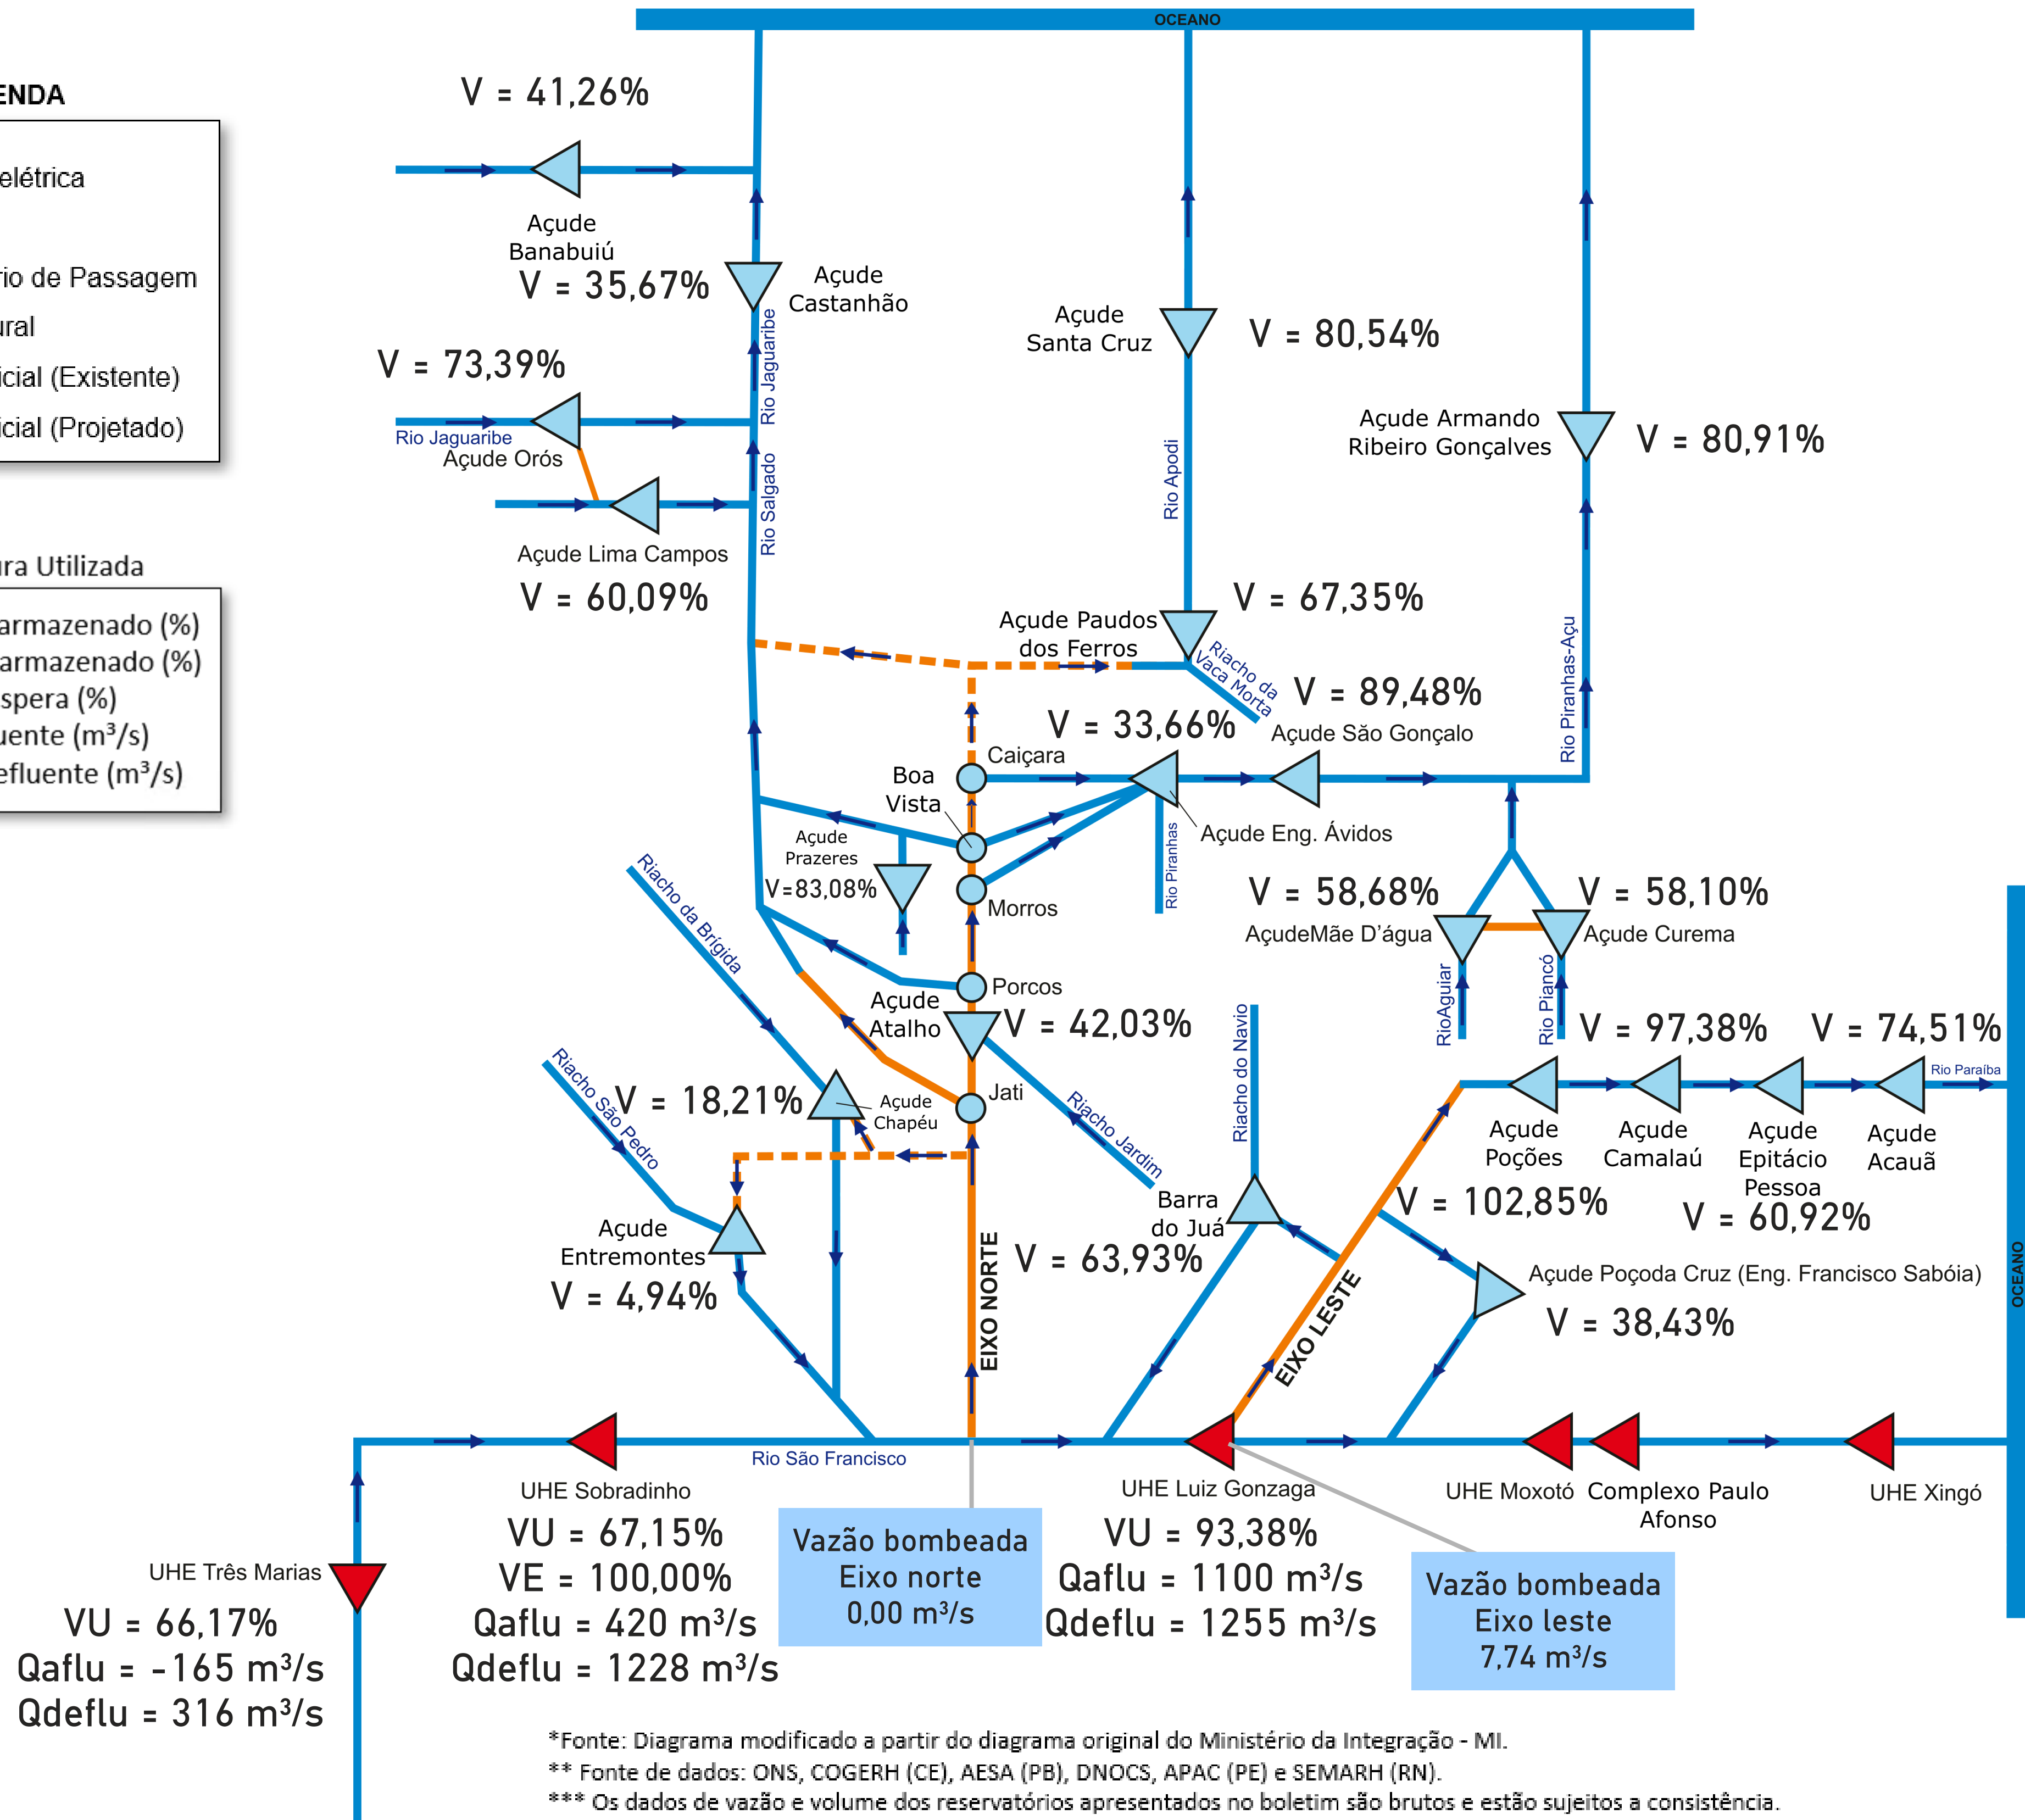 OCEANO
ENDA
elétrica
rio de Passagem
ural
icial (Existente)
icial (Projetado)
ura Utilizada
armazenado (%)
armazenado (%)
spera (%)
uente (m³/s)
efluente (m³/s)
V = 41,26%
Açude
Banabuiú
V = 35,67%
Açude
Castanhão
Rio Jaguaribe
V = 73,39%
Rio Jaguaribe
Açude Orós
Rio Salgado
Açude Lima Campos
V = 60,09%
Açude
Santa Cruz
V = 80,54%
Rio Apodi
Açude Armando
Ribeiro Gonçalves
V = 80,91%
Rio Piranhas-Açu
Açude Paudos
dos Ferros
V = 67,35%
Riacho da
Vaca Morta
V = 89,48%
Açude São Gonçalo
V = 33,66%
Caiçara
Boa
Vista
Açude Eng. Ávidos
Rio Piranhas
Açude
Prazeres
V=83,08%
Morros
Riacho da Brígida
V = 58,68%
AçudeMãe D'água
V = 58,10%
Açude Curema
RioAguiar
Rio Piancó
Porcos
Açude
Atalho
V = 42,03%
Jati
Riacho Jardim
Riacho do Navio
V = 97,38%
V = 74,51%
Rio Paraíba
Riacho São Pedro
V = 18,21%
Açude
Chapéu
Açude
Poções
Açude
Camalaú
Açude
Epitácio
Pessoa
Açude
Acauã
V = 102,85%
V = 60,92%
Barra
do Juá
V = 63,93%
Açude
Entremontes
V = 4,94%
EIXO NORTE
EIXO LESTE
Açude Poçoda Cruz (Eng. Francisco Sabóia)
V = 38,43%
OCEANO
Rio São Francisco
UHE Sobradinho
VU = 67,15%
VE = 100,00%
Qaflu = 420 m³/s
Qdeflu = 1228 m³/s
Vazão bombeada
Eixo norte
0,00 m³/s
UHE Luiz Gonzaga
VU = 93,38%
Qaflu = 1100 m³/s
Qdeflu = 1255 m³/s
Vazão bombeada
Eixo leste
7,74 m³/s
UHE Moxotó
Complexo Paulo
Afonso
UHE Xingó
UHE Três Marias
VU = 66,17%
Qaflu = -165 m³/s
Qdeflu = 316 m³/s
*Fonte: Diagrama modificado a partir do diagrama original do Ministério da Integração - MI.
** Fonte de dados: ONS, COGERH (CE), AESA (PB), DNOCS, APAC (PE) e SEMARH (RN).
*** Os dados de vazão e volume dos reservatórios apresentados no boletim são brutos e estão sujeitos a consistência.